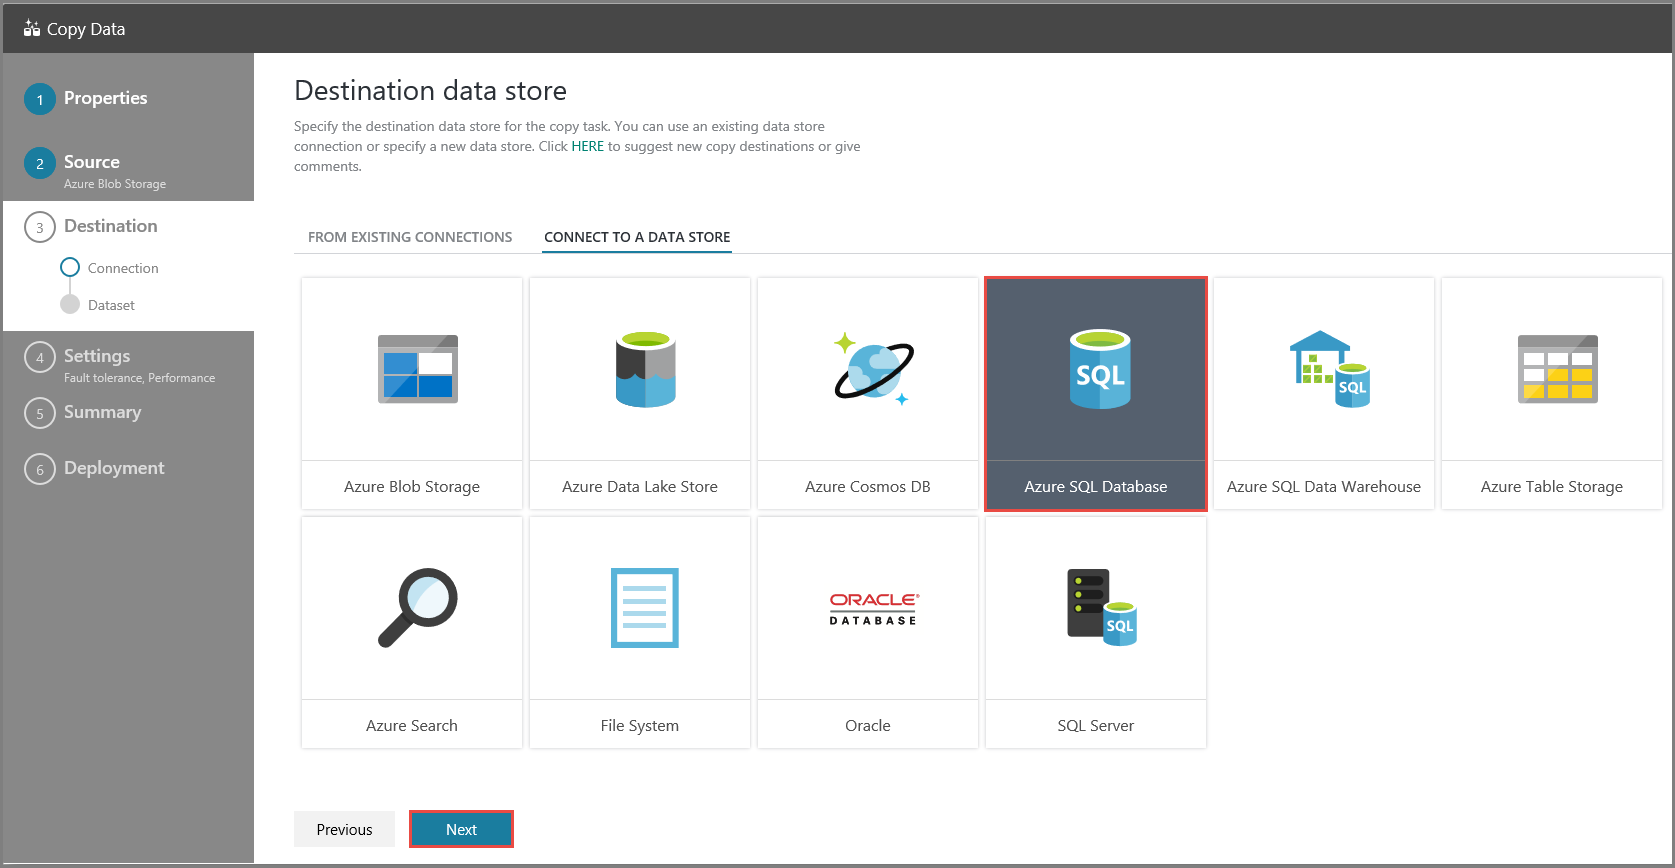 Copy Data
1 Properties
2 Source
Azure Blob Storage
3 Destination
Connection
Dataset
4 Settings
Fault tolerance, Performance
5 Summary
6 Deployment
Destination data store
Specify the destination data store for the copy task. You can use an existing data store
connection or specify a new data store. Click HERE to suggest new copy destinations or give
comments.
FROM EXISTING CONNECTIONS CONNECT TO A DATA STORE
SQL
SQL
Azure Blob Storage
Azure Data Lake Store
Azure Cosmos DB
Azure SQL Database
Azure SQL Data Warehouse
Azure Table Storage
ORACLE®
DATABASE
SQL
Azure Search
File System
Oracle
SQL Server
Previous
Next